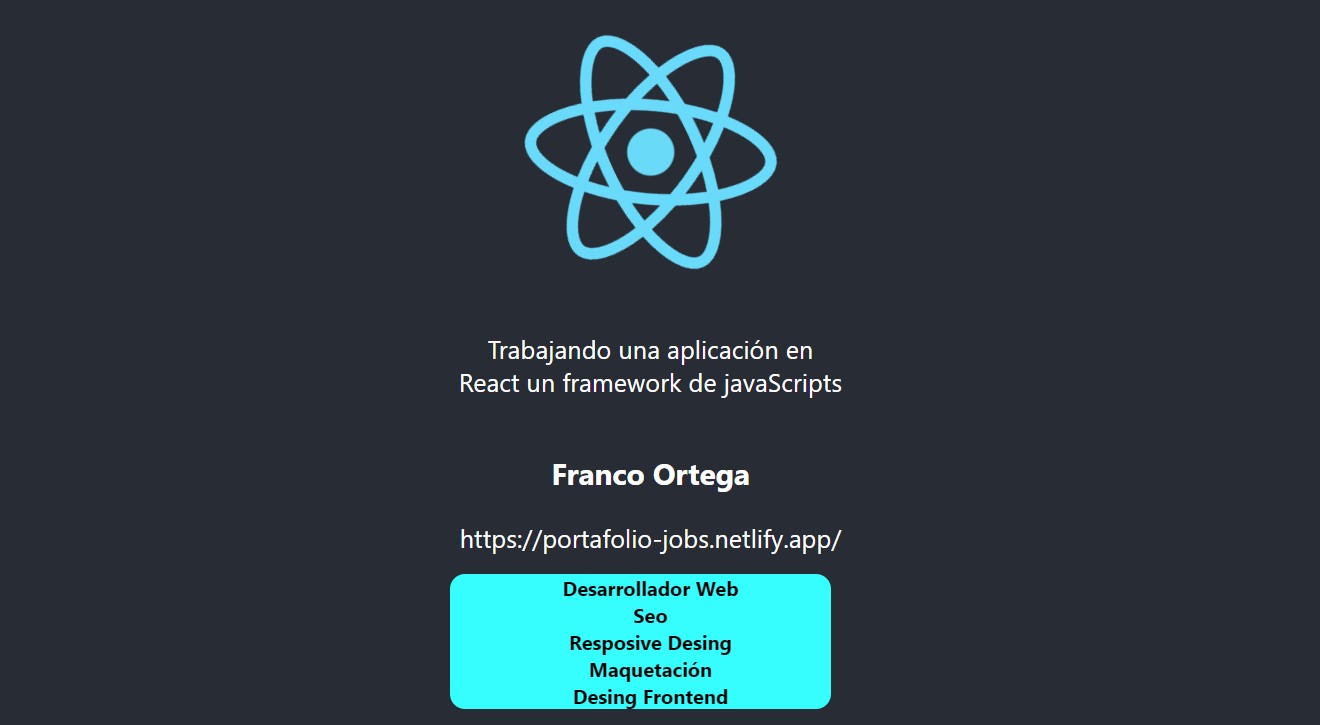 Trabajando una aplicación en
React un framework de javaScripts
Franco Ortega
https://portafolio-jobs.netlify.app/
Desarrollador Web
Seo
Resposive Desing
Maquetación
Desing Frontend